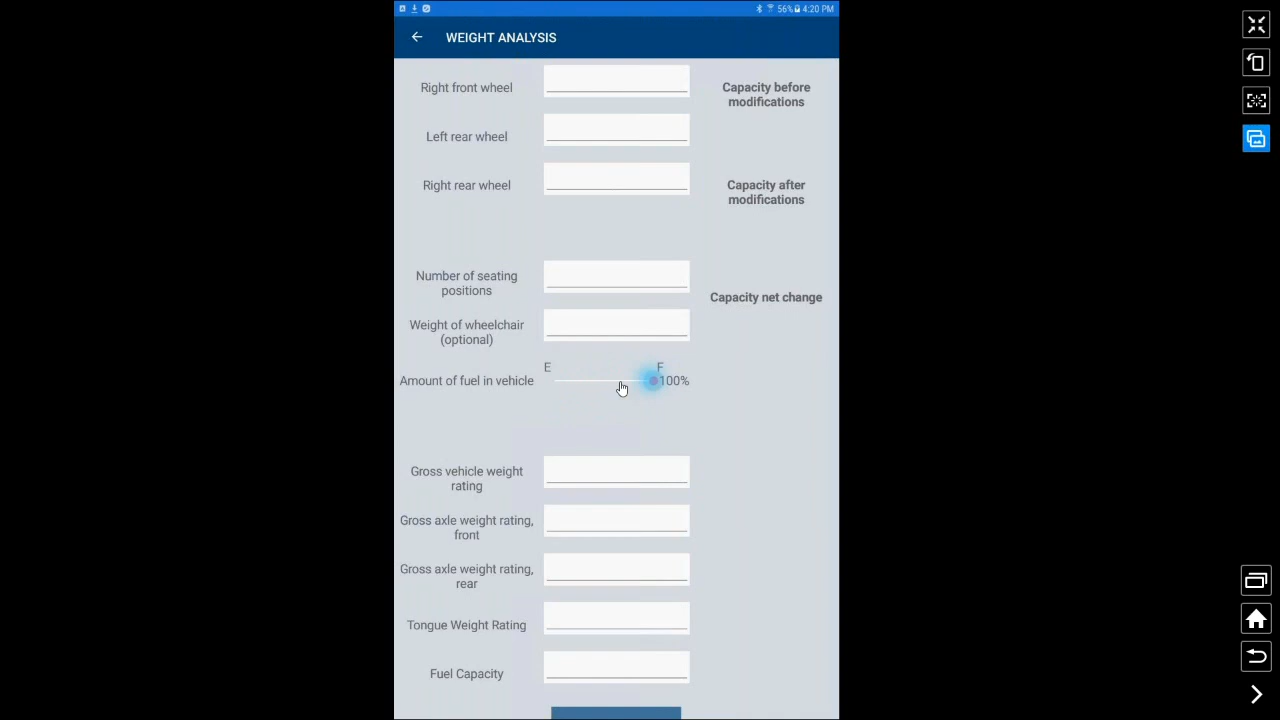 56% 4:20 PM
WEIGHT ANALYSIS
Right front wheel
Capacity before
modifications
Left rear wheel
Right rear wheel
Capacity after
modifications
Number of seating
positions
Capacity net change
Weight of wheelchair
(optional)
E F
Amount of fuel in vehicle 100%
Gross vehicle weight
rating
Gross axle weight rating,
front
Gross axle weight rating,
rear
Tongue Weight Rating
Fuel Capacity